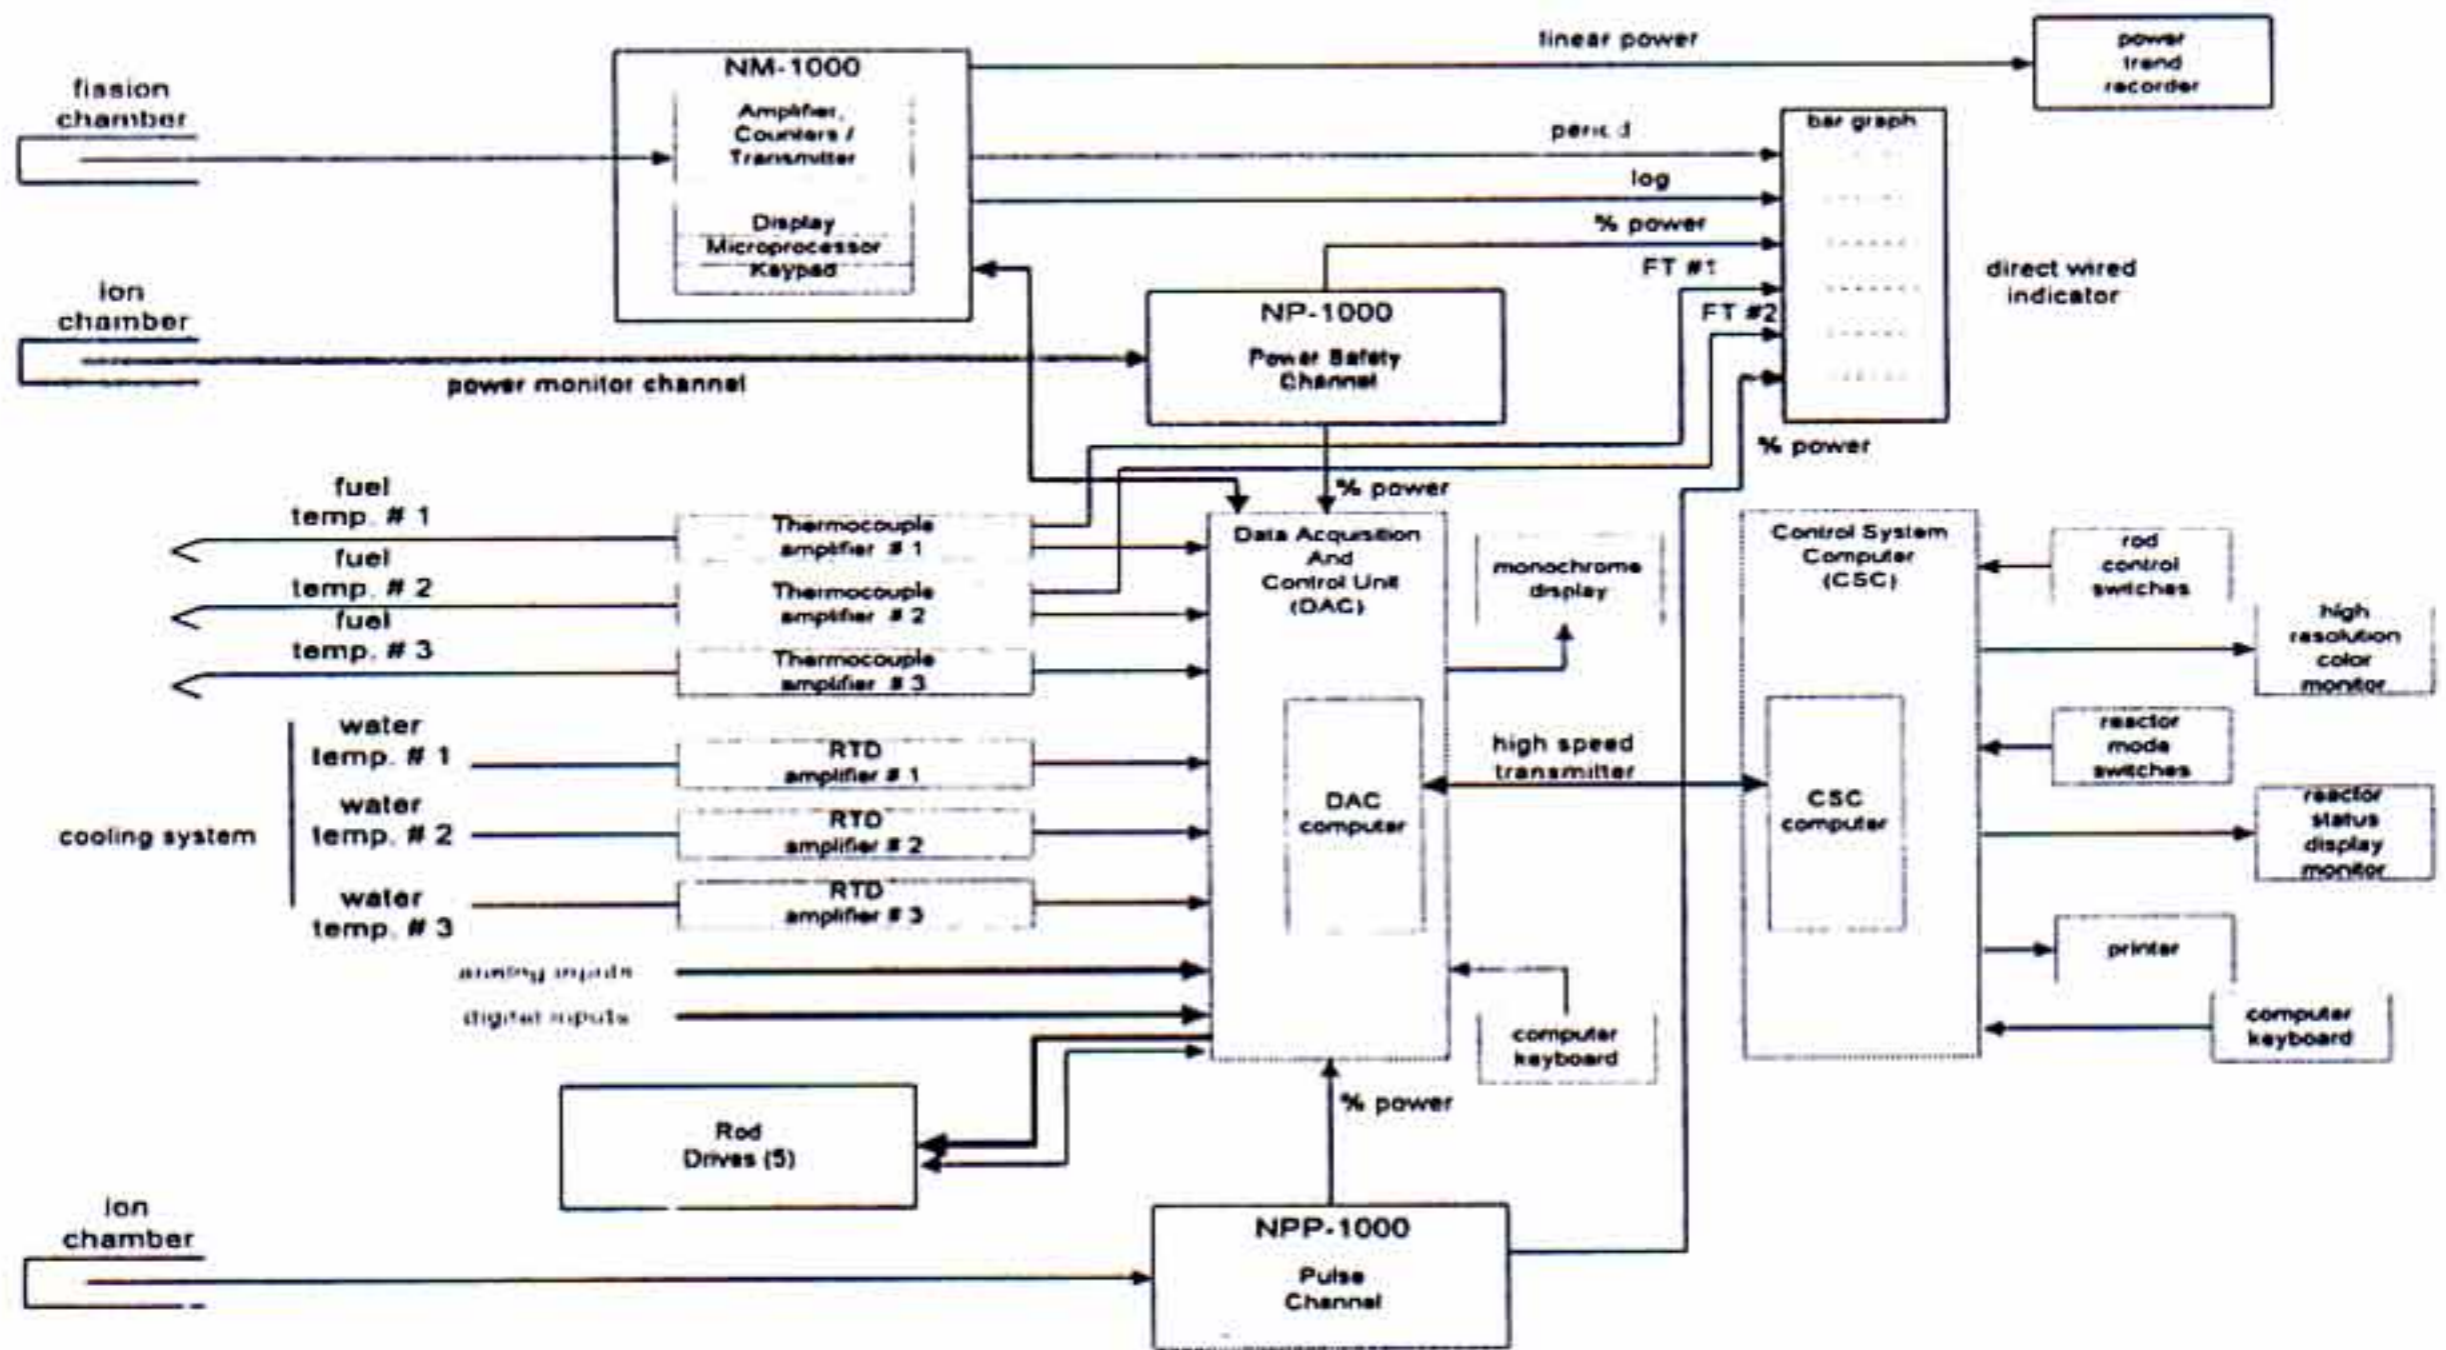 fission
chamber
NM-1000
Amplifier,
Counters /
Transmitter
Display
Microprocessor
Keypad
linear power
power
trend
recorder
period
log
% power
FT #1
FT #2
bar graph
direct wired
indicator
% power
ion
chamber
power monitor channel
NP-1000
Power Safety
Channel
% power
fuel
temp. # 1
fuel
temp. # 2
fuel
temp. # 3
Thermocouple
amplifier # 1
Thermocouple
amplifier # 2
Thermocouple
amplifier # 3
cooling system
water
temp. # 1
water
temp. # 2
water
temp. # 3
RTD
amplifier # 1
RTD
amplifier # 2
RTD
amplifier # 3
analog inputs
digital inputs
Data Acquisition
And
Control Unit
(DAC)
DAC
computer
monochrome
display
high speed
transmitter
computer
keyboard
Control System
Computer
(CSC)
CSC
computer
rod
control
switches
high
resolution
color
monitor
reactor
mode
switches
reactor
status
display
monitor
printer
computer
keyboard
Rod
Drives (5)
% power
ion
chamber
NPP-1000
Pulse
Channel